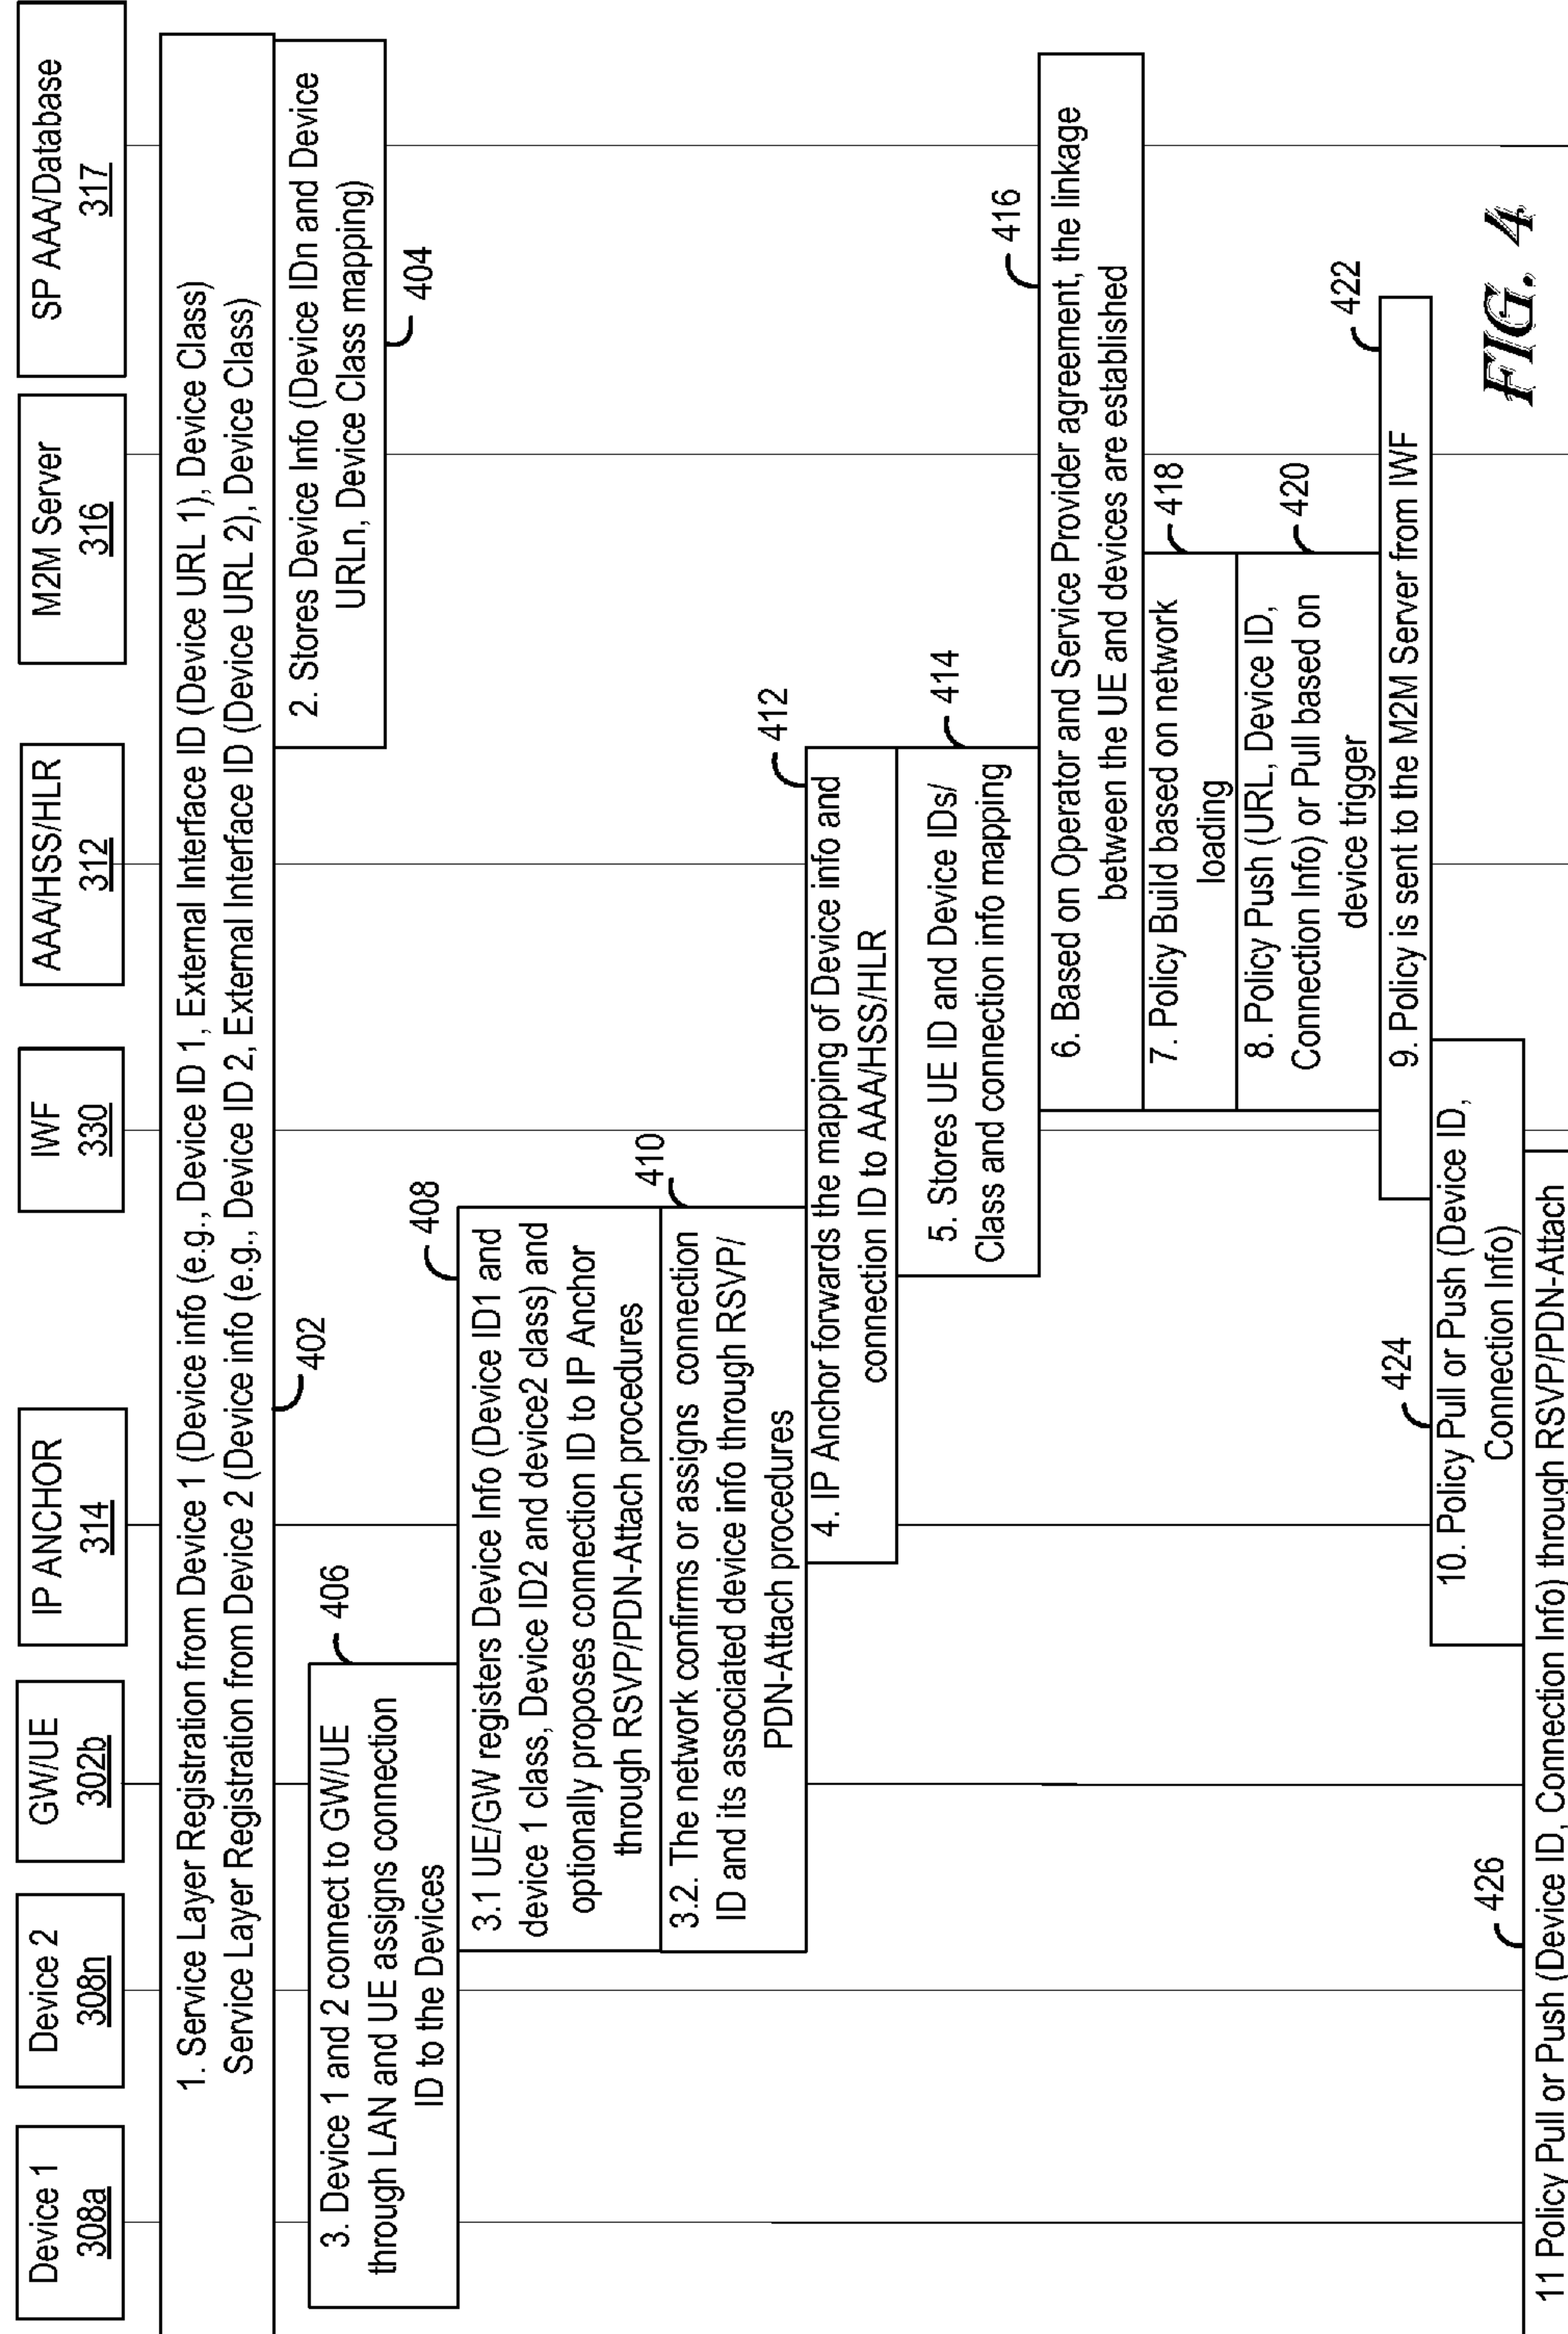 Device 1
308a
Device 2
308n
GW/UE
302b
IP ANCHOR
314
IWF
330
AAA/HSS/HLR
312
M2M Server
316
SP AAA/Database
317
1. Service Layer Registration from Device 1 (Device info (e.g., Device ID 1, External Interface ID (Device URL 1), Device Class)
Service Layer Registration from Device 2 (Device info (e.g., Device ID 2, External Interface ID (Device URL 2), Device Class)
402
2. Stores Device Info (Device IDn and Device
URLn, Device Class mapping)
404
3. Device 1 and 2 connect to GW/UE
through LAN and UE assigns connection
ID to the Devices
406
3.1 UE/GW registers Device Info (Device ID1 and
device 1 class, Device ID2 and device2 class) and
optionally proposes connection ID to IP Anchor
through RSVP/PDN-Attach procedures
408
3.2. The network confirms or assigns connection
ID and its associated device info through RSVP/
PDN-Attach procedures
410
4. IP Anchor forwards the mapping of Device info and
connection ID to AAA/HSS/HLR
412
5. Stores UE ID and Device IDs/
Class and connection info mapping
414
6. Based on Operator and Service Provider agreement, the linkage
between the UE and devices are established
416
7. Policy Build based on network
loading
418
8. Policy Push (URL, Device ID,
Connection Info) or Pull based on
device trigger
420
9. Policy is sent to the M2M Server from IWF
422
10. Policy Pull or Push (Device ID,
Connection Info)
424
11 Policy Pull or Push (Device ID, Connection Info) through RSVP/PDN-Attach
426
FIG. 4